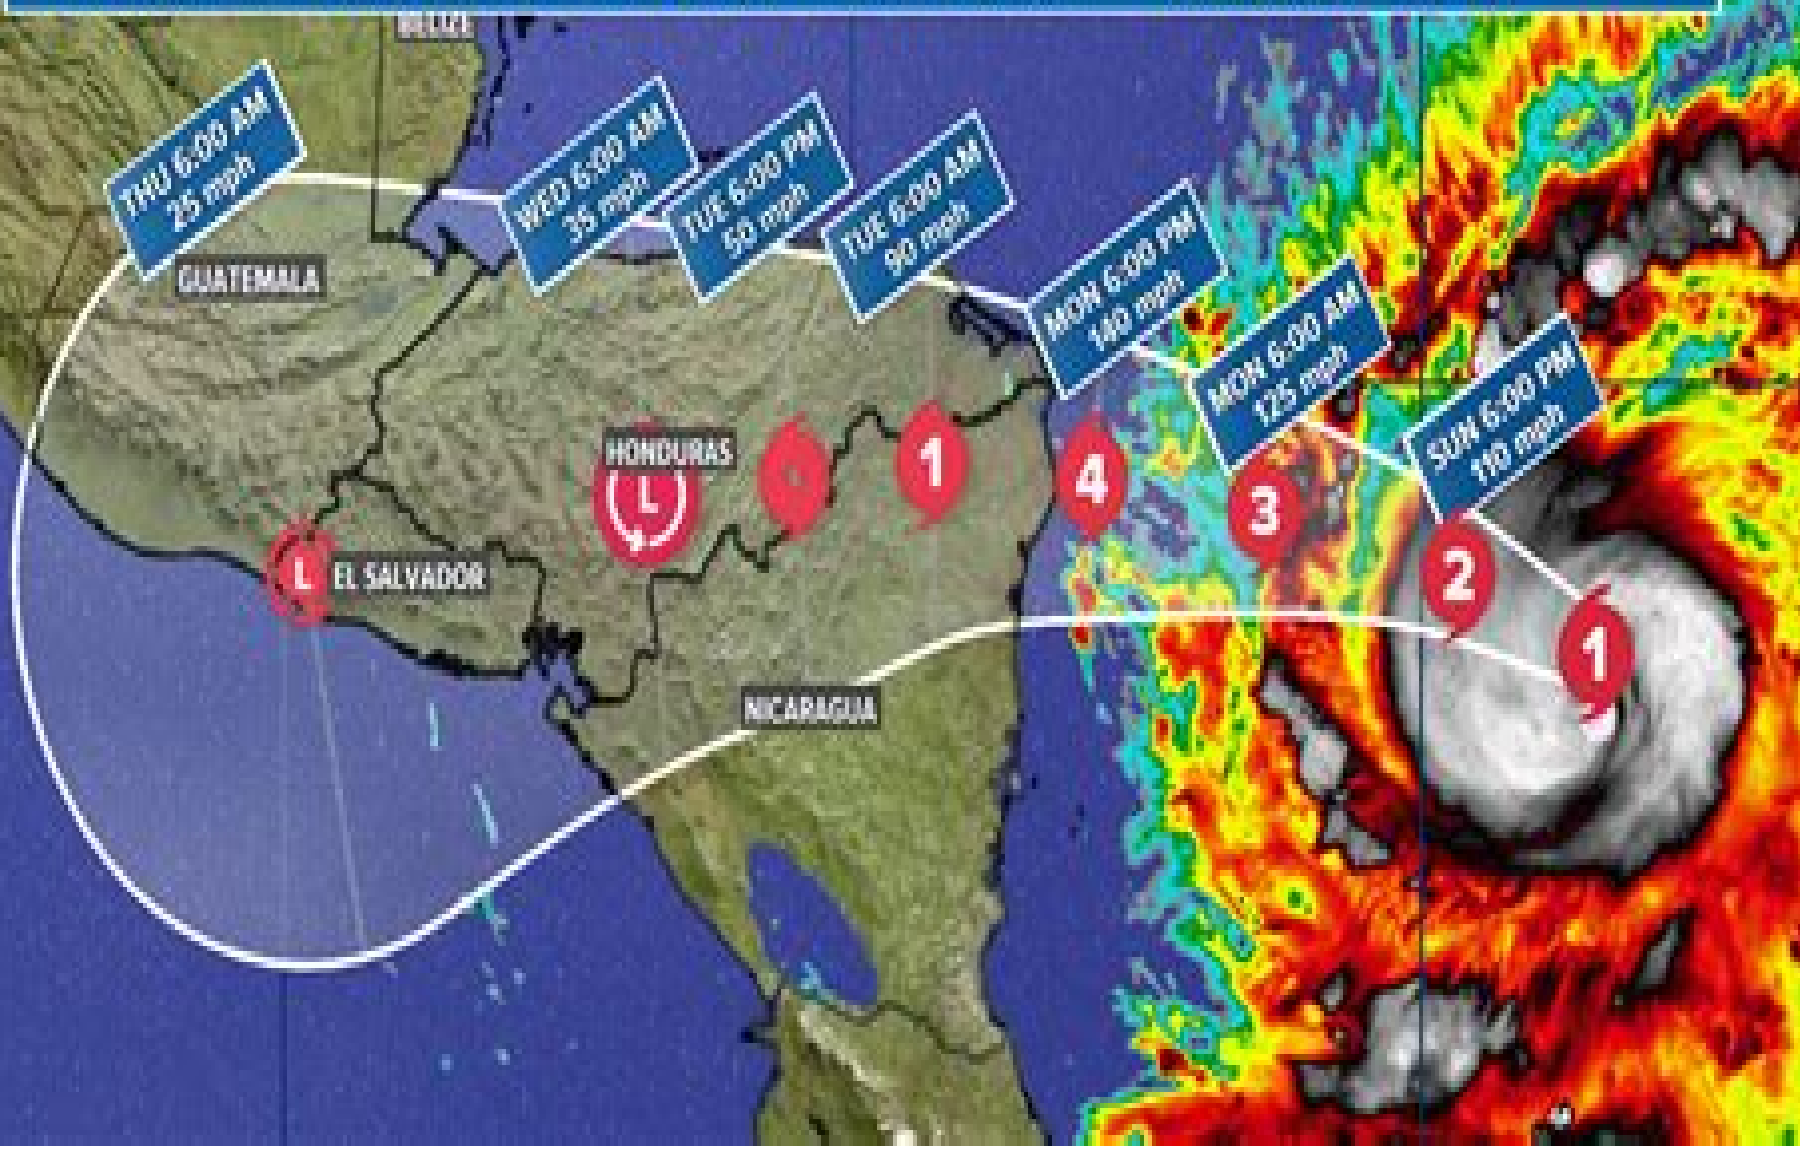 BELIZE
THU 6:00 AM
25 mph
WED 6:00 AM
35 mph
TUE 6:00 PM
50 mph
TUE 6:00 AM
90 mph
MON 6:00 PM
140 mph
MON 6:00 AM
125 mph
SUN 6:00 PM
110 mph
GUATEMALA
HONDURAS
L
1
4
3
2
1
L
EL SALVADOR
NICARAGUA